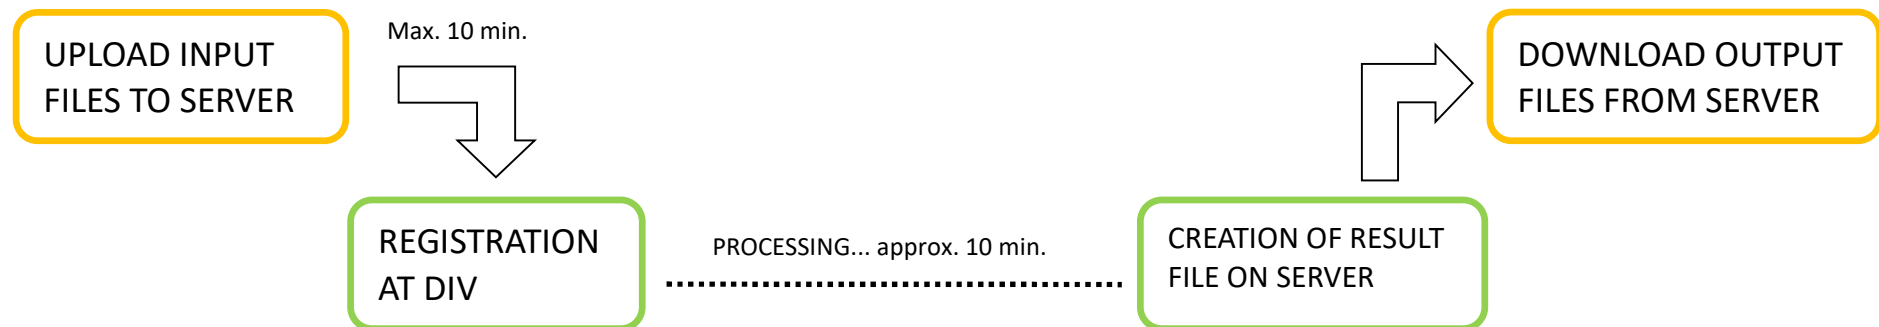 UPLOAD INPUT
FILES TO SERVER
Max. 10 min.
REGISTRATION
AT DIV
PROCESSING... approx. 10 min.
CREATION OF RESULT
FILE ON SERVER
DOWNLOAD OUTPUT
FILES FROM SERVER